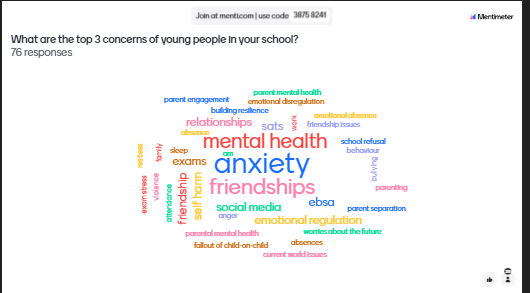 Join at menti.com | use code 3875 8241
Mentimeter
What are the top 3 concerns of young people in your school?
76 responses
parent mental health
parent engagement
emotional disregulation
building resilience
emotional absence
relationships
sats
work
friendship issues
absence
mental health
school refusal
restless
family
sleep
am
behaviour
exams
anxiety
bullying
exam stress
violence
attendance
friendship
self harm
friendships
parenting
social media
ebsa
parent separation
anger
emotional regulation
parental mental health
worries about the future
fallout of child-on-child
absences
current world issues